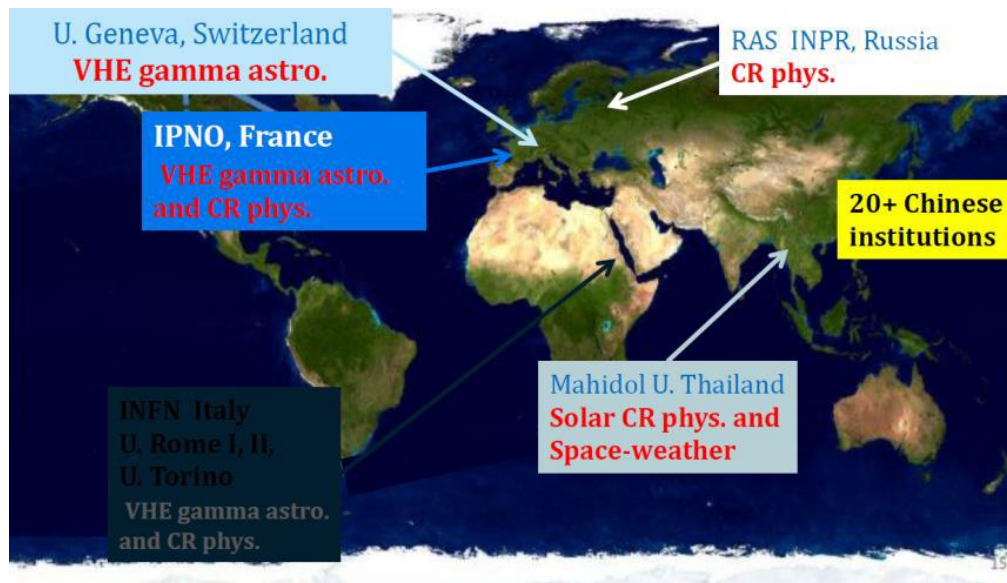 U. Geneva, Switzerland
VHE gamma astro.
RAS INPR, Russia
CR phys.
IPNO, France
VHE gamma astro.
and CR phys.
20+ Chinese
institutions
Mahidol U. Thailand
Solar CR phys. and
Space-weather
INFN Italy
U. Rome I, II,
U. Torino
VHE gamma astro.
and CR phys.